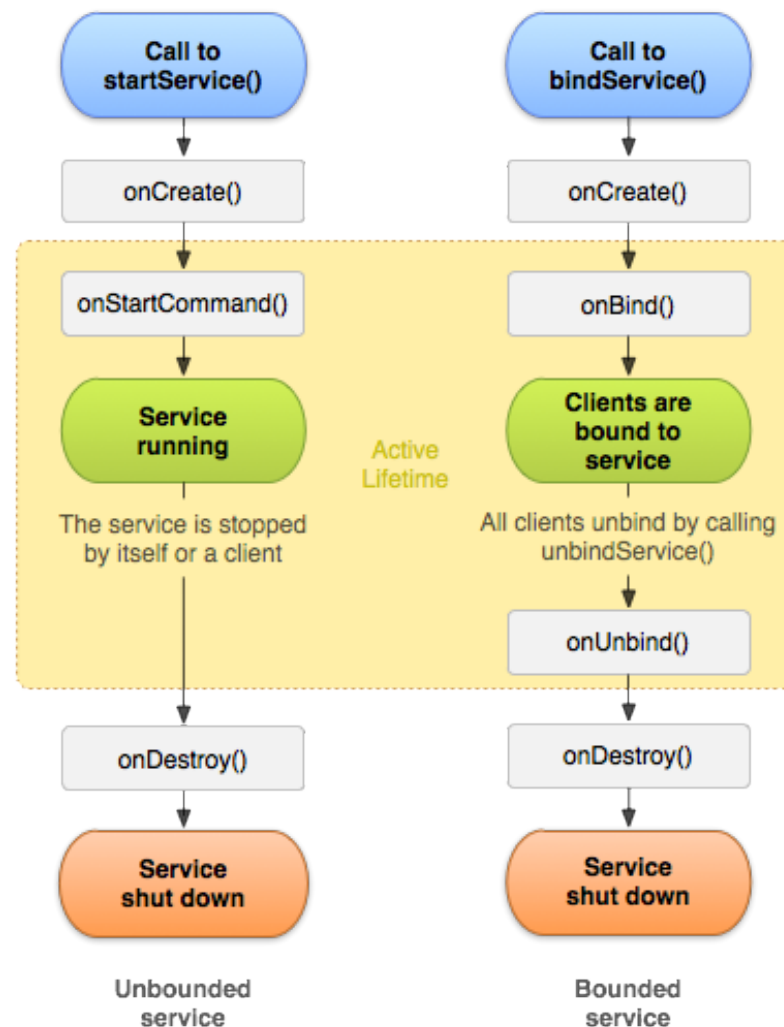 Call to
startService()
Call to
bindService()
onCreate()
onCreate()
onStartCommand()
onBind()
Service
running
Clients are
bound to
service
Active
Lifetime
The service is stopped
by itself or a client
All clients unbind by calling
unbindService()
onUnbind()
onDestroy()
onDestroy()
Service
shut down
Service
shut down
Unbounded
service
Bounded
service